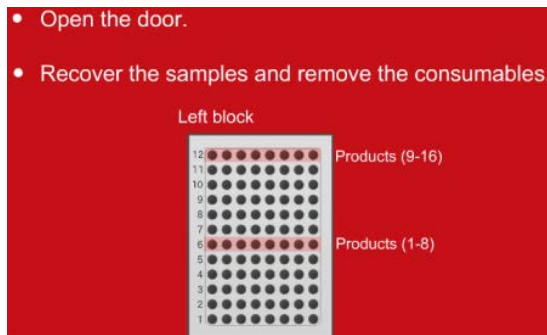 • Open the door.
• Recover the samples and remove the consumables
Left block
12 Products (9-16)
11
10
9
8
7
6 Products (1-8)
5
4
3
2
1